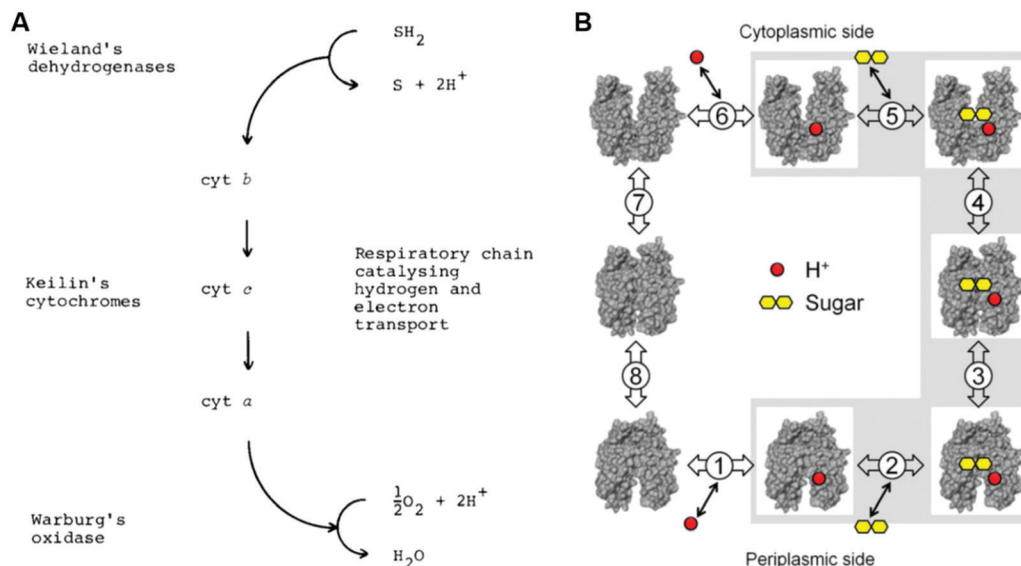 A
Wieland's
dehydrogenases
SH2
S + 2H+
cyt b
Keilin's
cytochromes
cyt c
Respiratory chain
catalysing
hydrogen and
electron
transport
cyt a
Warburg's
oxidase
1/2O2 + 2H+
H2O
B
Cytoplasmic side
6
5
7
4
H+
Sugar
8
3
1
2
Periplasmic side